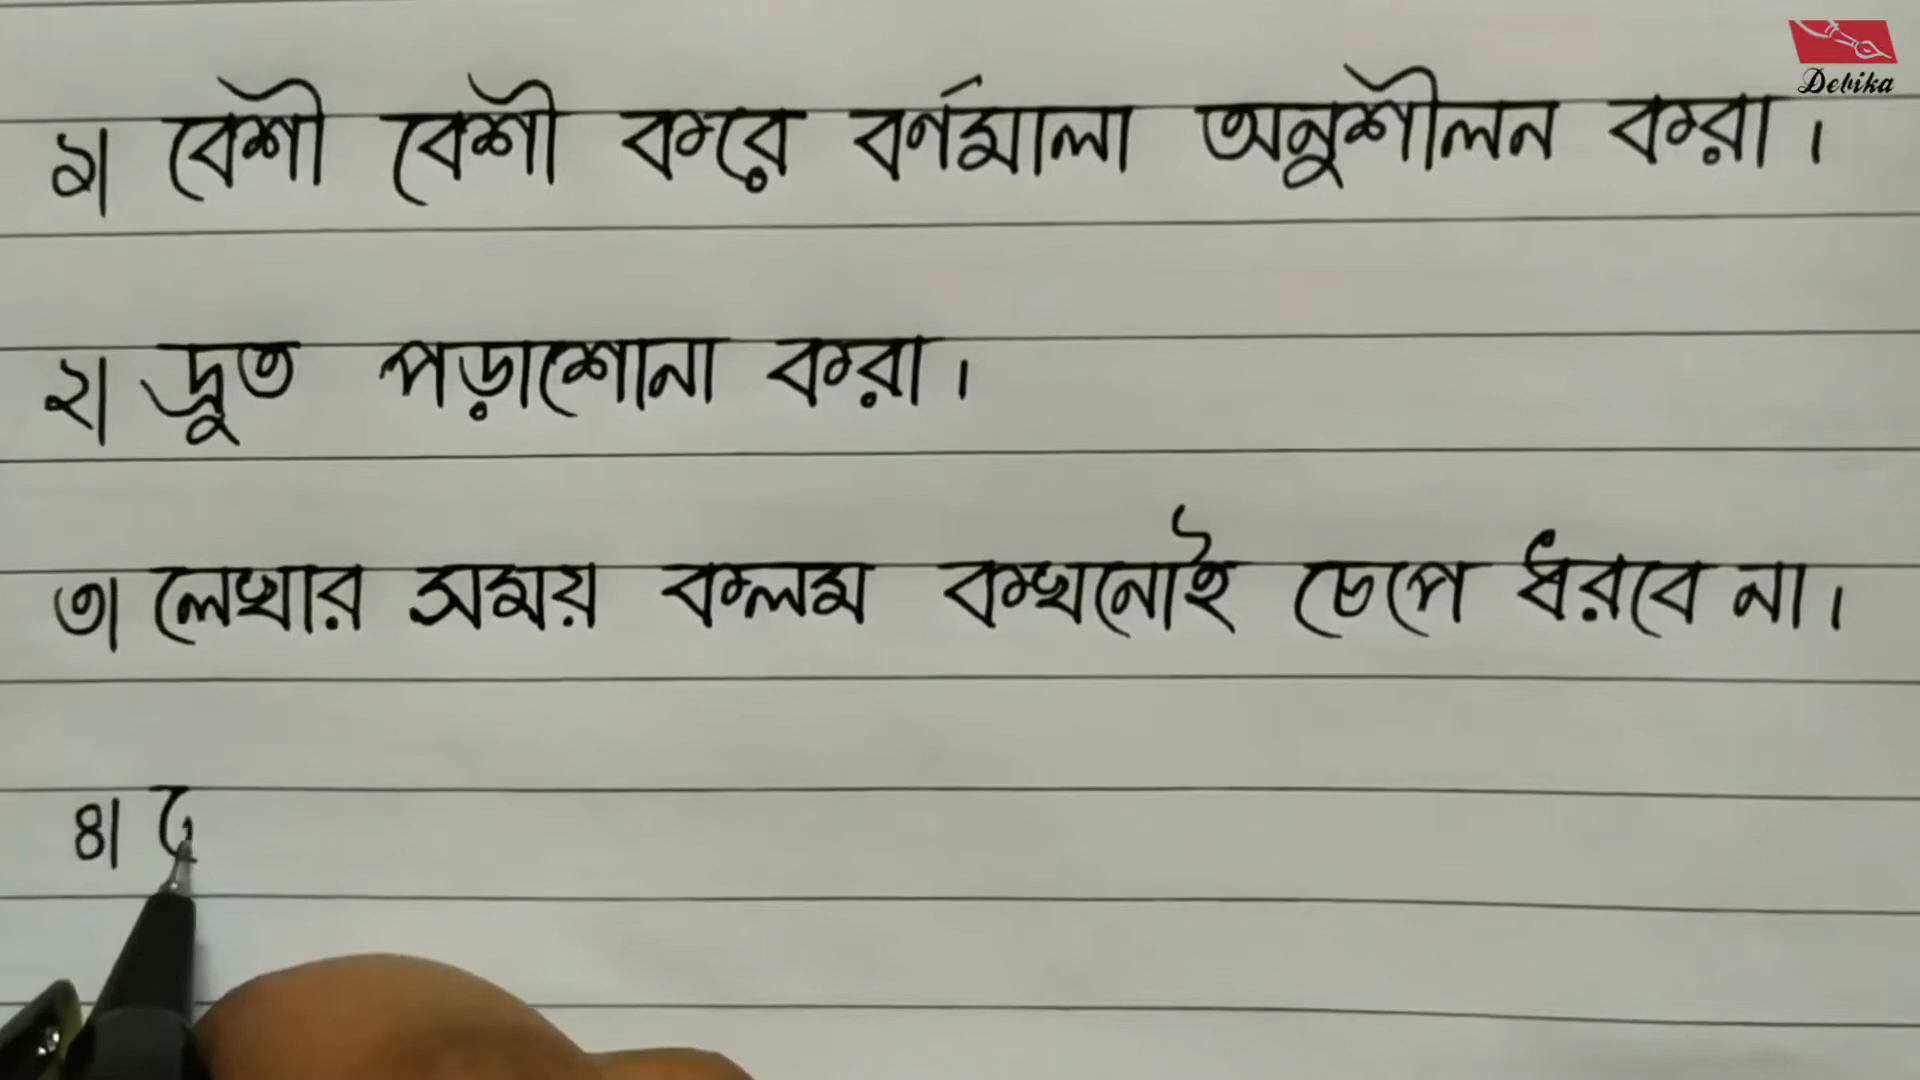 Debika
১| বেশী বেশী করে বর্ণমালা অনুশীলন করা।
২| দ্রুত পড়াশোনা করা।
৩| লেখার সময় কলম কখনোই চেপে ধরবে না।
৪|